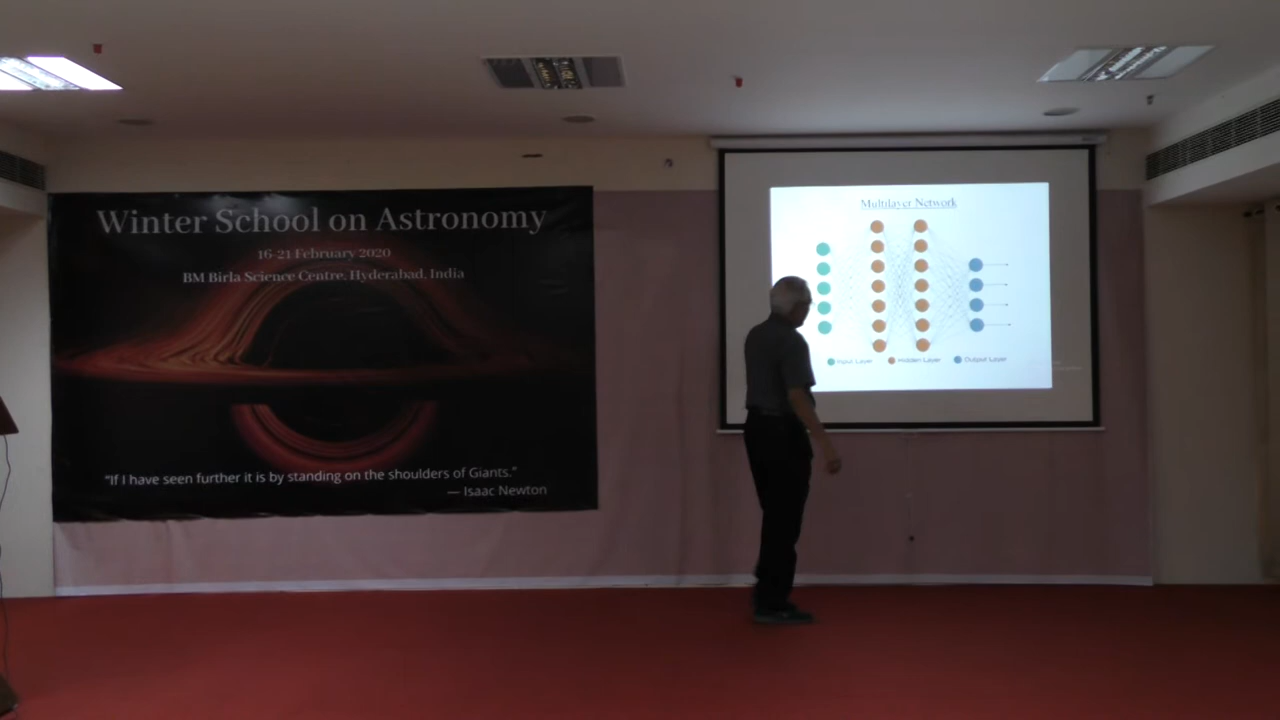 Winter School on Astronomy
16-21 February 2020
BM Birla Science Centre, Hyderabad, India
"If I have seen further it is by standing on the shoulders of Giants."
— Isaac Newton
Multilayer Network
Input Layer
Hidden Layer
Output Layer